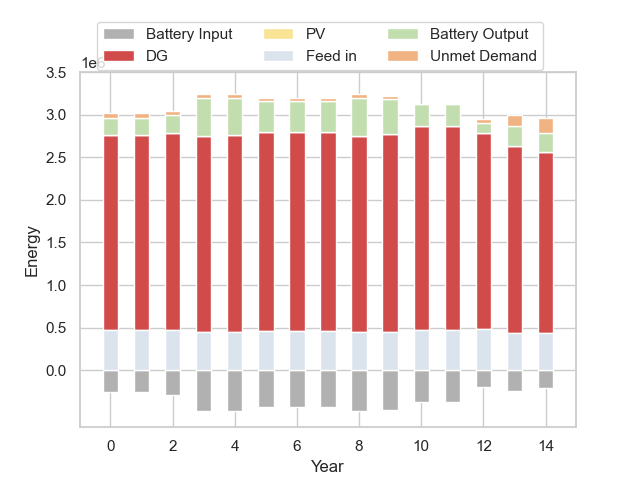 Battery Input PV Battery Output
DG Feed in Unmet Demand
1e6
3.5
3.0
2.5
2.0
1.5
1.0
0.5
0.0
Energy
0 2 4 6 8 10 12 14
Year